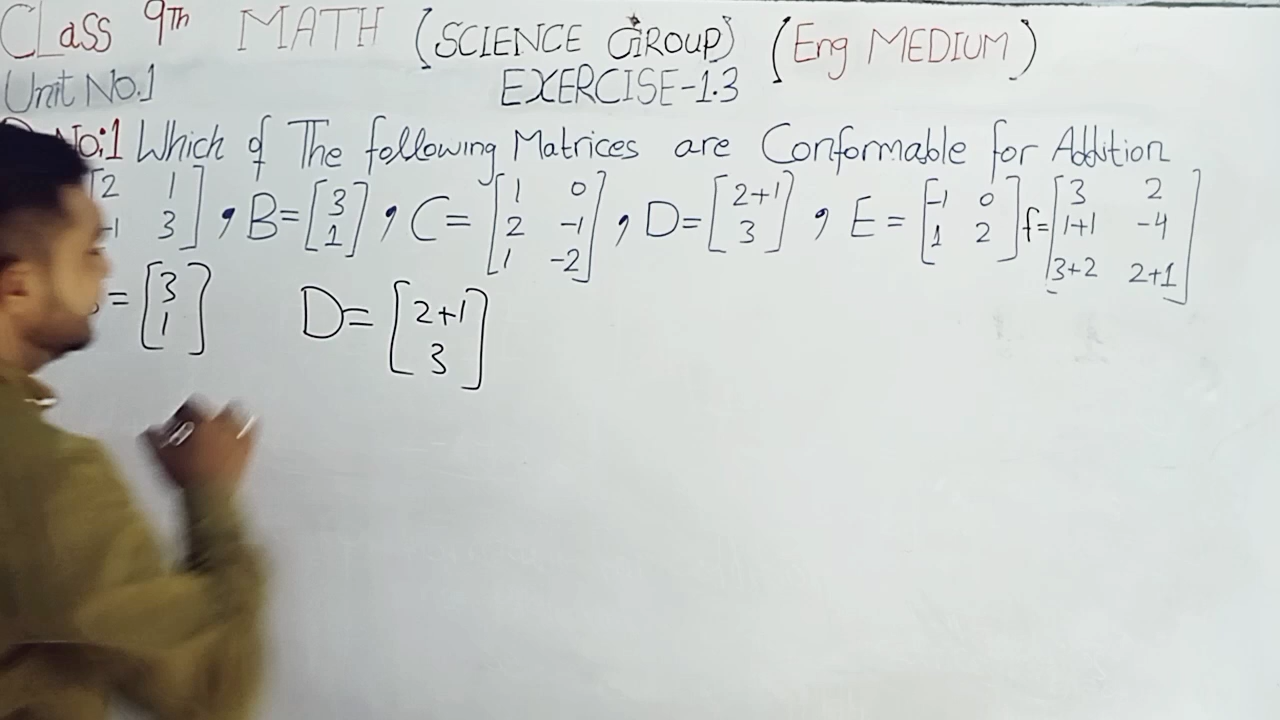 CLass 9Th MATH (SCIENCE GROUP) (Eng MEDIUM)
Unit No.1 EXERCISE-1.3
No:1 Which of The following Matrices are Conformable for Addition
2 1 ] , B= [ 3 ] , C= [ 1 0 ] , D= [ 2+1 ] , E = [ -1 0 ] f= [ 3 2 ]
-1 3 1 2 -1 3 1 2 1+1 -4
1 -2 3+2 2+1
= [ 3 ] D= [ 2+1 ]
1 3